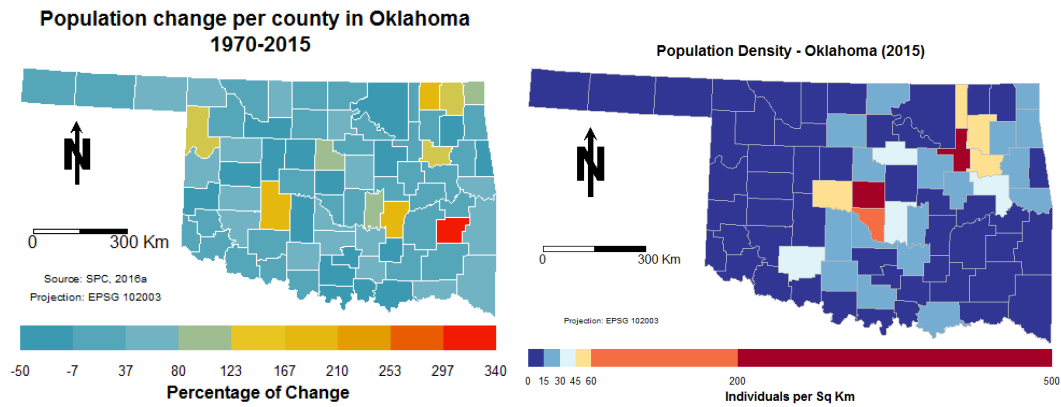 Population change per county in Oklahoma
1970-2015
N
0 300 Km
Source: SPC, 2016a
Projection: EPSG 102003
-50 -7 37 80 123 167 210 253 297 340
Percentage of Change
Population Density - Oklahoma (2015)
N
0 300 Km
Projection: EPSG 102003
0 15 30 45 60 200 500
Individuals per Sq Km